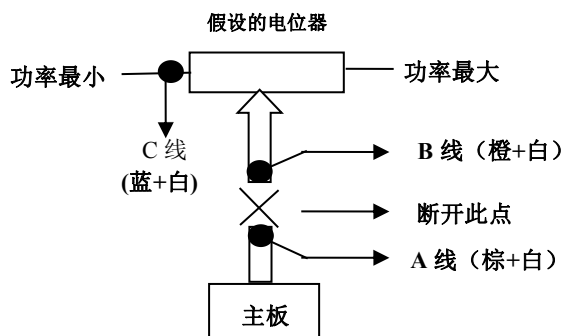 假设的电位器
功率最小
功率最大
C 线
(蓝+白)
B 线（橙+白）
断开此点
A 线（棕+白）
主板